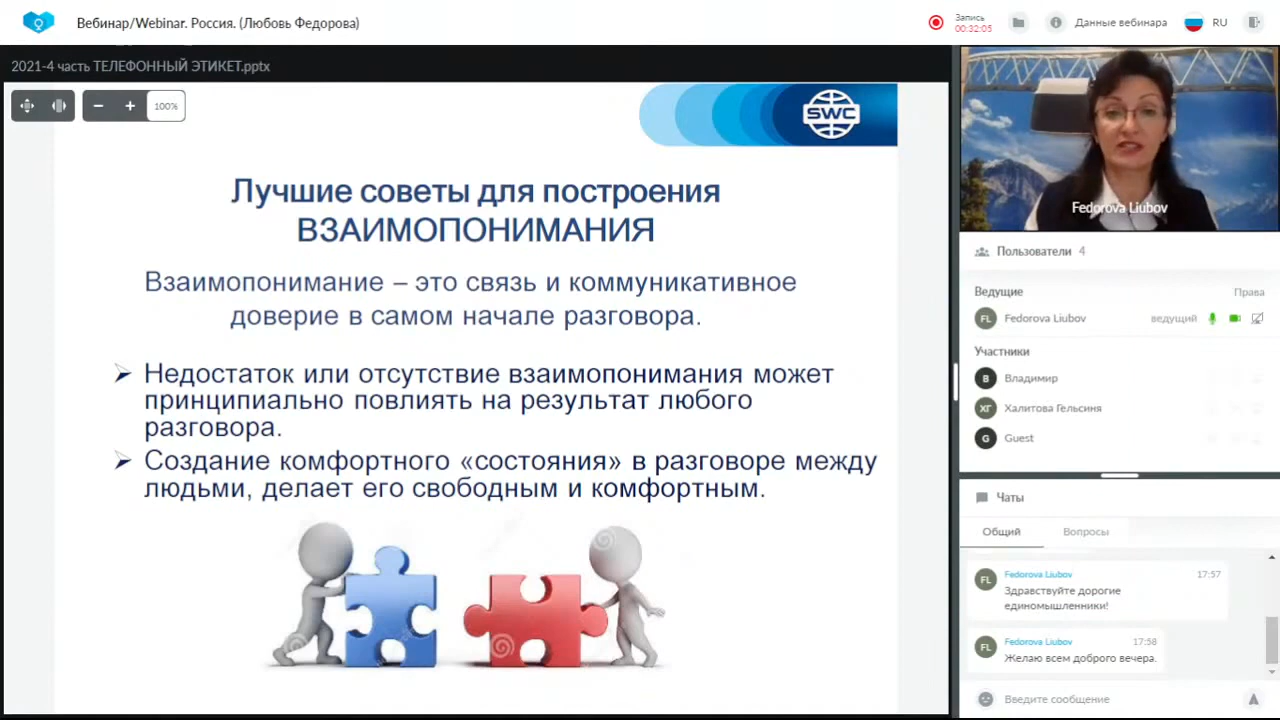 Вебинар/Webinar. Россия. (Любовь Федорова)
Запись
00:32:05
Данные вебинара
RU
2021-4 часть ТЕЛЕФОННЫЙ ЭТИКЕТ.pptx
100%
SWC
Лучшие советы для построения
ВЗАИМОПОНИМАНИЯ
Взаимопонимание – это связь и коммуникативное
доверие в самом начале разговора.
Недостаток или отсутствие взаимопонимания может
принципиально повлиять на результат любого
разговора.
Создание комфортного «состояния» в разговоре между
людьми, делает его свободным и комфортным.
Fedorova Liubov
Пользователи 4
Ведущие Права
FL Fedorova Liubov ведущий
Участники
В Владимир
ХГ Халитова Гельсиня
G Guest
Чаты
Общий Вопросы
FL Fedorova Liubov 17:57
Здравствуйте дорогие
единомышленники!
FL Fedorova Liubov 17:58
Желаю всем доброго вечера.
Введите сообщение